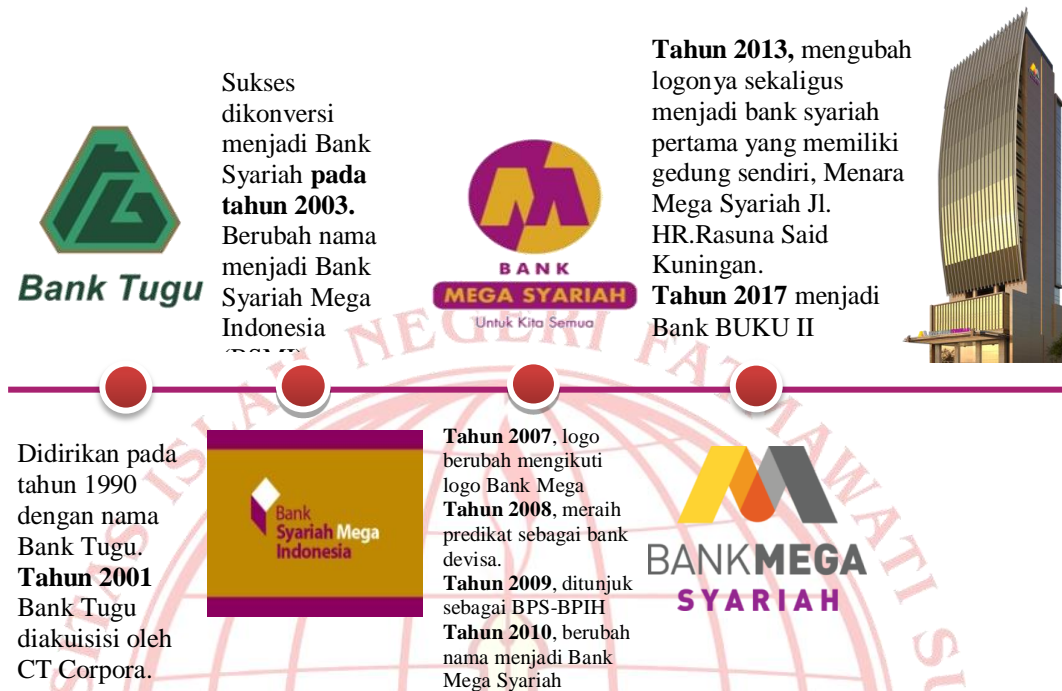 Bank Tugu
Sukses
dikonversi
menjadi Bank
Syariah pada
tahun 2003.
Berubah nama
menjadi Bank
Syariah Mega
Indonesia
(BSMI)
BANK
MEGA SYARIAH
Untuk Kita Semua
Tahun 2013, mengubah
logonya sekaligus
menjadi bank syariah
pertama yang memiliki
gedung sendiri, Menara
Mega Syariah Jl.
HR.Rasuna Said
Kuningan.
Tahun 2017 menjadi
Bank BUKU II
Didirikan pada
tahun 1990
dengan nama
Bank Tugu.
Tahun 2001
Bank Tugu
diakuisisi oleh
CT Corpora.
Bank
Syariah Mega
Indonesia
Tahun 2007, logo
berubah mengikuti
logo Bank Mega
Tahun 2008, meraih
predikat sebagai bank
devisa.
Tahun 2009, ditunjuk
sebagai BPS-BPIH
Tahun 2010, berubah
nama menjadi Bank
Mega Syariah
BANKMEGA
SYARIAH
ISLAM NEGERI FATMAWATI SU